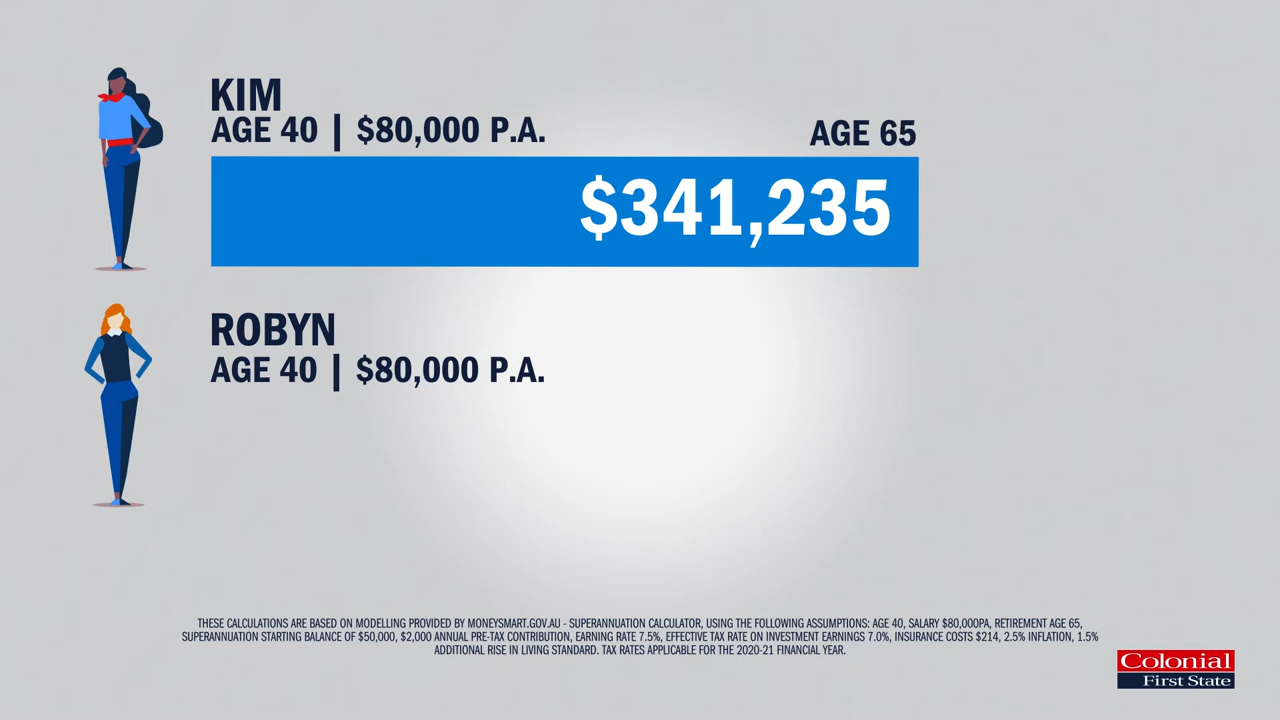 KIM
AGE 40 | $80,000 P.A.
AGE 65
$341,235
ROBYN
AGE 40 | $80,000 P.A.
THESE CALCULATIONS ARE BASED ON MODELLING PROVIDED BY MONEYSMART.GOV.AU - SUPERANNUATION CALCULATOR, USING THE FOLLOWING ASSUMPTIONS: AGE 40, SALARY $80,000PA, RETIREMENT AGE 65,
SUPERANNUATION STARTING BALANCE OF $50,000, $2,000 ANNUAL PRE-TAX CONTRIBUTION, EARNING RATE 7.5%, EFFECTIVE TAX RATE ON INVESTMENT EARNINGS 7.0%, INSURANCE COSTS $214, 2.5% INFLATION, 1.5%
ADDITIONAL RISE IN LIVING STANDARD. TAX RATES APPLICABLE FOR THE 2020-21 FINANCIAL YEAR.
Colonial
First State